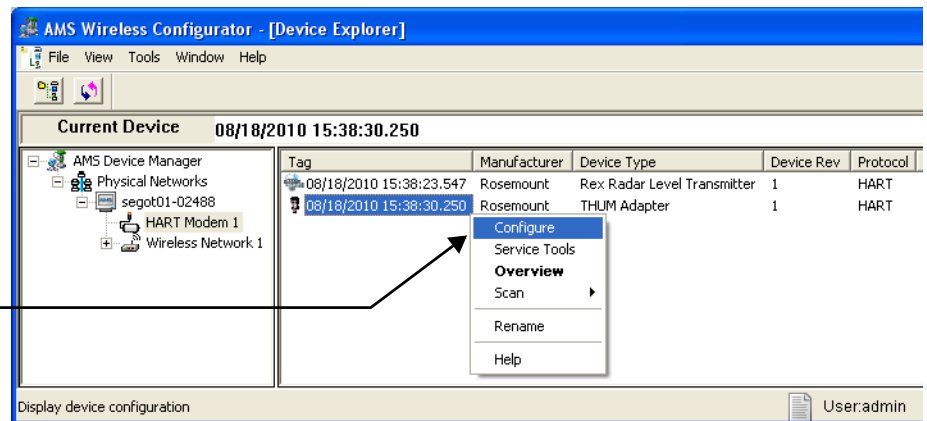 AMS Wireless Configurator - [Device Explorer]
File View Tools Window Help
Current Device 08/18/2010 15:38:30.250
AMS Device Manager
Physical Networks
segot01-02488
HART Modem 1
Wireless Network 1
Tag Manufacturer Device Type Device Rev Protocol
08/18/2010 15:38:23.547 Rosemount Rex Radar Level Transmitter 1 HART
08/18/2010 15:38:30.250 Rosemount THUM Adapter 1 HART
Configure
Service Tools
Overview
Scan
Rename
Help
Display device configuration
User:admin